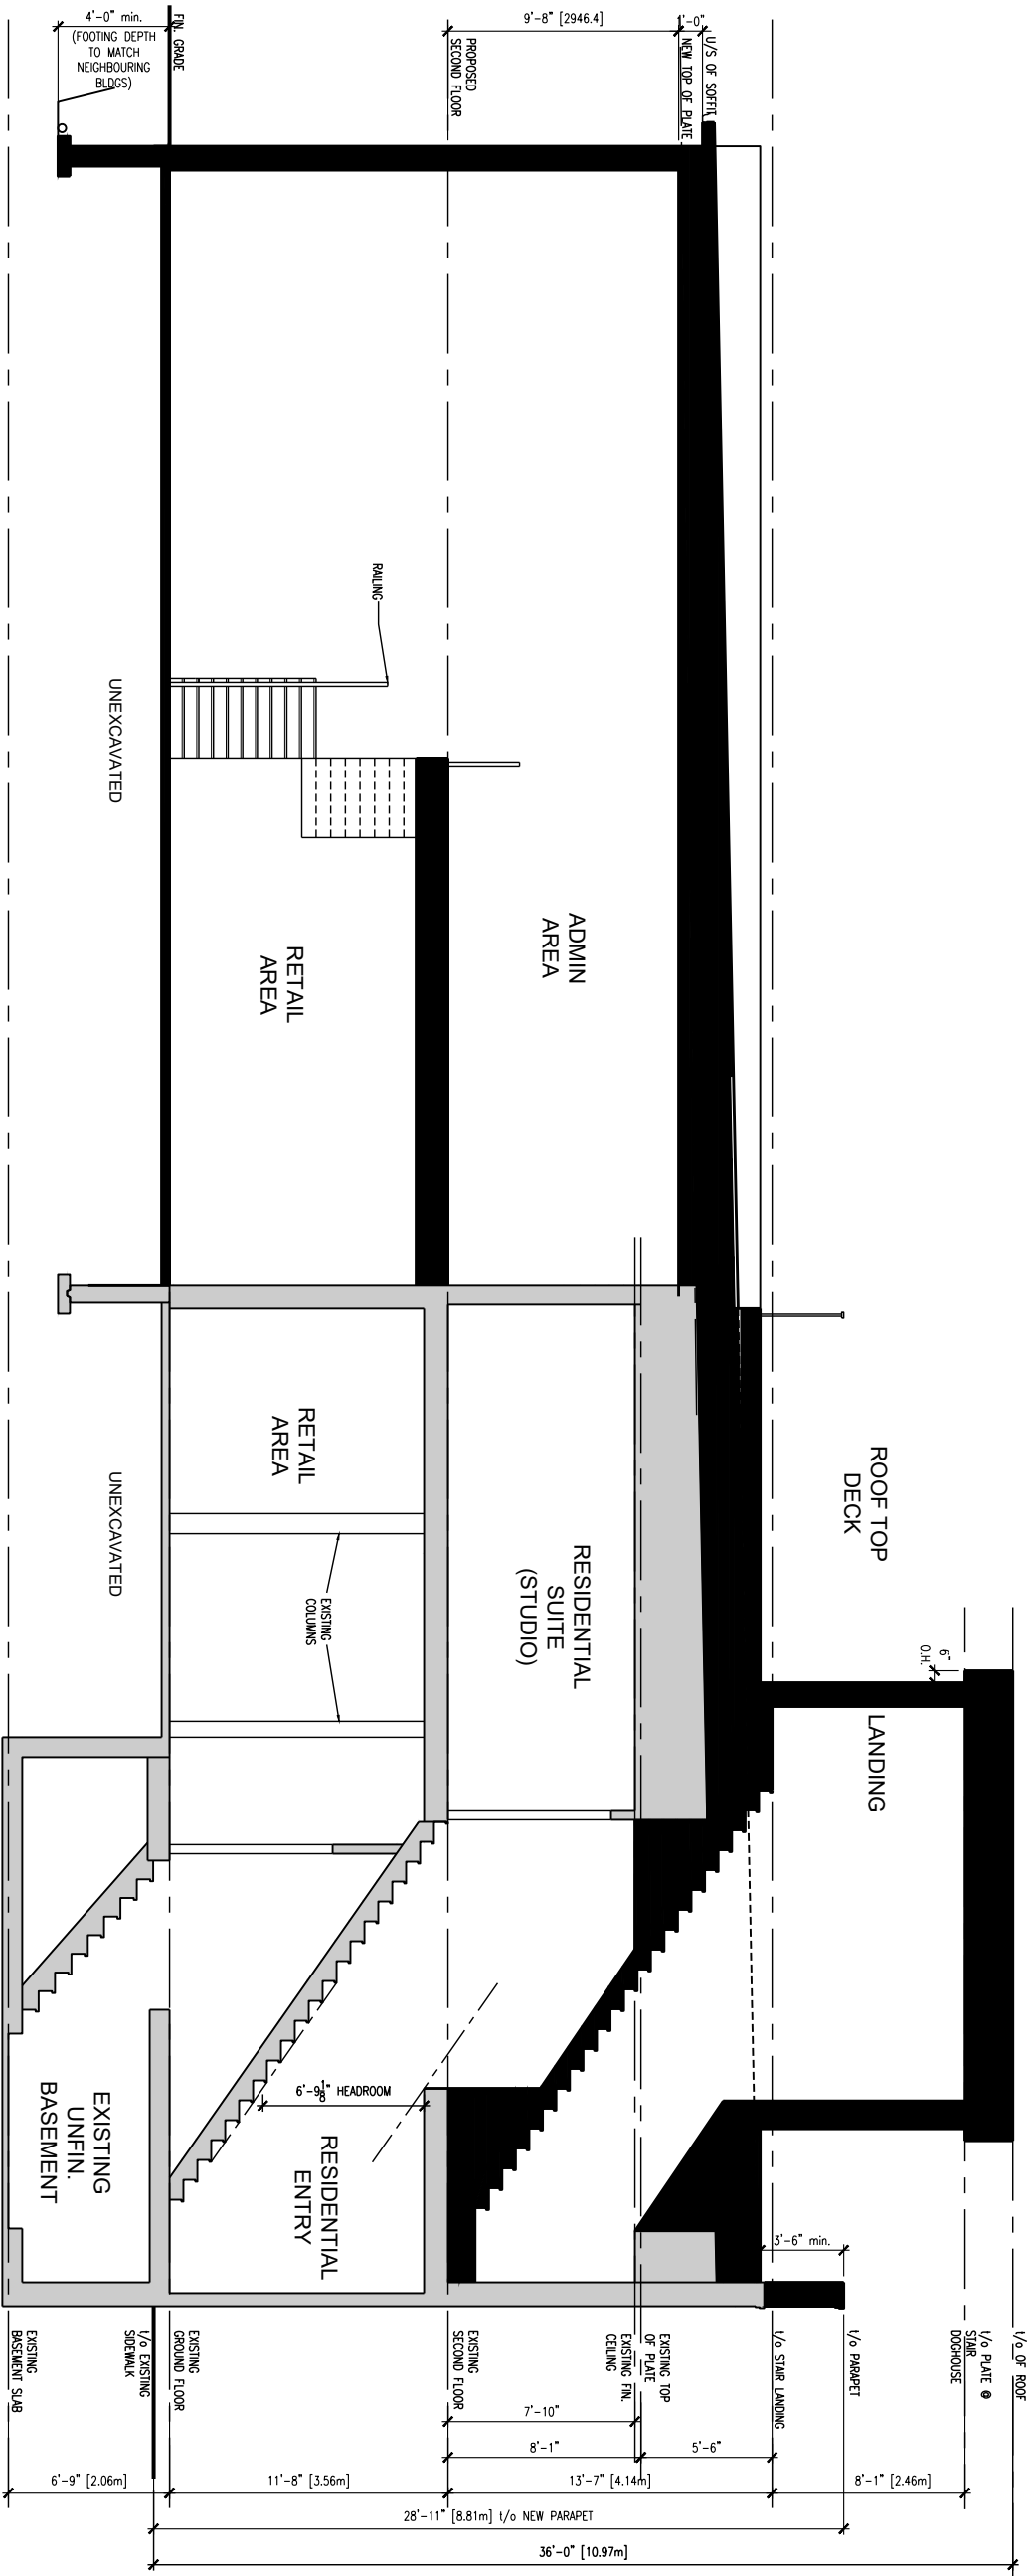 4'-0" min.
(FOOTING DEPTH
TO MATCH
NEIGHBOURING
BLDGS)
FIN. GRADE
9'-8" [2946.4]
PROPOSED
SECOND FLOOR
1'-0"
U/S OF SOFFIT
NEW TOP OF PLATE
RAILING
UNEXCAVATED
ADMIN
AREA
RETAIL
AREA
ROOF TOP
DECK
RETAIL
AREA
UNEXCAVATED
RESIDENTIAL
SUITE
(STUDIO)
EXISTING
COLUMNS
6"
O.H.
LANDING
6'-9 1/8" HEADROOM
RESIDENTIAL
ENTRY
EXISTING
UNFIN.
BASEMENT
3'-6" min.
t/o OF ROOF
t/o PLATE @
STAIR
DOGHOUSE
t/o PARAPET
t/o STAIR LANDING
EXISTING TOP
OF PLATE
EXISTING FIN.
CEILING
EXISTING
SECOND FLOOR
EXISTING
GROUND FLOOR
t/o EXISTING
SIDEWALK
EXISTING
BASEMENT SLAB
7'-10"
8'-1"
5'-6"
6'-9" [2.06m]
11'-8" [3.56m]
13'-7" [4.14m]
8'-1" [2.46m]
28'-11" [8.81m] t/o NEW PARAPET
36'-0" [10.97m]